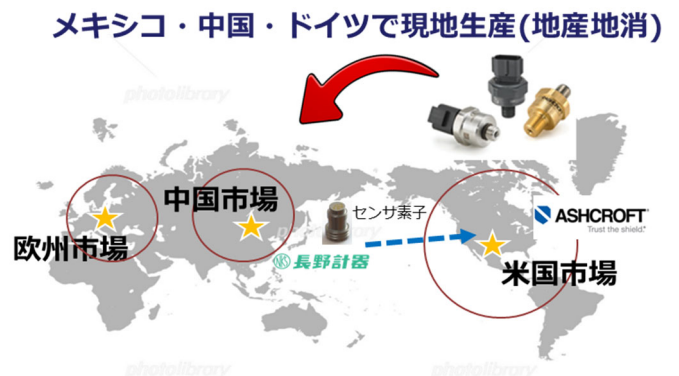 メキシコ・中国・ドイツで現地生産(地産地消)
photolibrary
photolibrary
中国市場
センサ素子
ASHCROFT
Trust the shield.
欧州市場
長野計器
米国市場
photolibrary
photolibrary